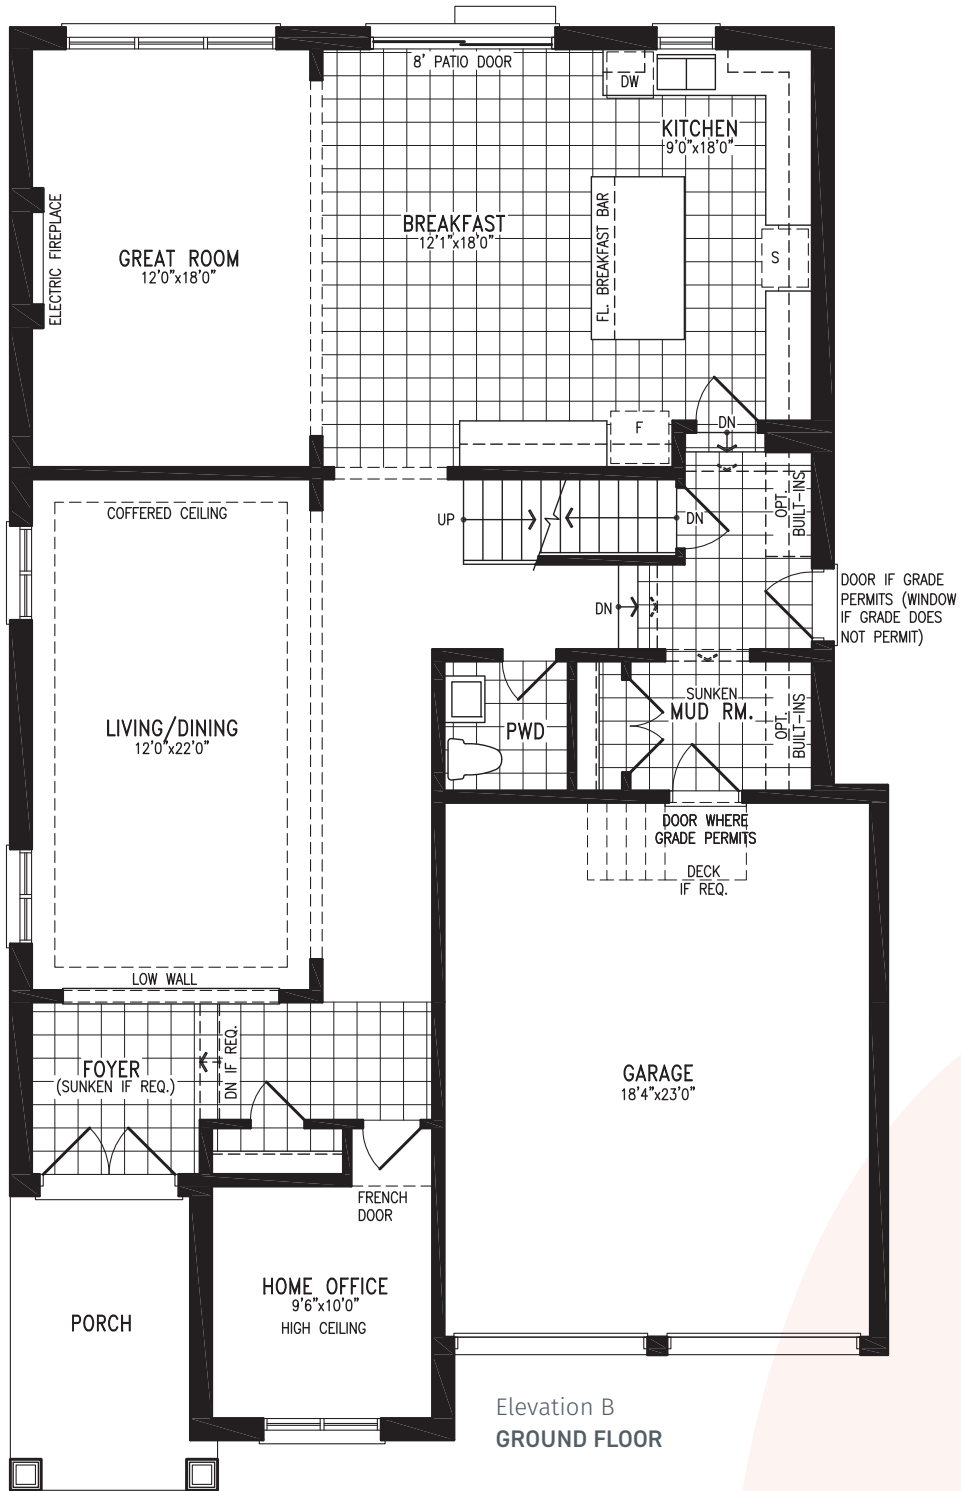 8' PATIO DOOR
DW
KITCHEN
9'0"x18'0"
ELECTRIC FIREPLACE
GREAT ROOM
12'0"x18'0"
BREAKFAST
12'1"x18'0"
FL. BREAKFAST BAR
S
F
DN
COFFERED CEILING
UP
DN
OPT.
BUILT-INS
DN
DOOR IF GRADE
PERMITS (WINDOW
IF GRADE DOES
NOT PERMIT)
LIVING/DINING
12'0"x22'0"
PWD
SUNKEN
MUD RM.
OPT.
BUILT-INS
DOOR WHERE
GRADE PERMITS
DECK
IF REQ.
LOW WALL
FOYER
(SUNKEN IF REQ.)
DN IF REQ.
GARAGE
18'4"x23'0"
FRENCH
DOOR
HOME OFFICE
9'6"x10'0"
HIGH CEILING
PORCH
Elevation B
GROUND FLOOR